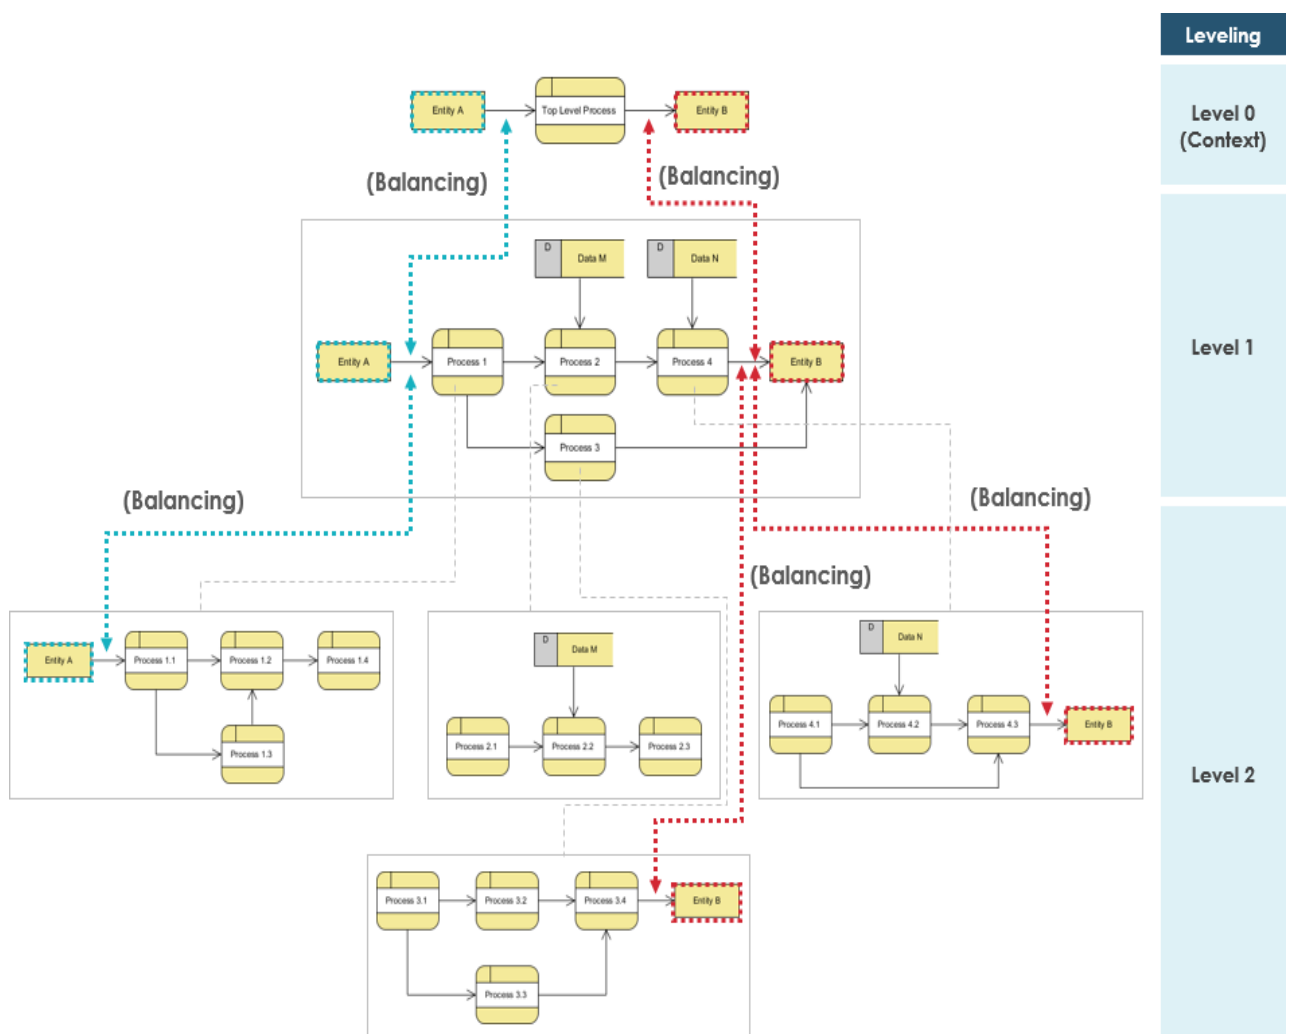 Leveling
Level 0
(Context)
Entity A
Top Level Process
Entity B
(Balancing)
(Balancing)
Level 1
D
Data M
D
Data N
Entity A
Process 1
Process 2
Process 4
Entity B
Process 3
(Balancing)
(Balancing)
(Balancing)
Level 2
Entity A
Process 1.1
Process 1.2
Process 1.4
Process 1.3
D
Data M
Process 2.1
Process 2.2
Process 2.3
D
Data N
Process 4.1
Process 4.2
Process 4.3
Entity B
Process 3.1
Process 3.2
Process 3.4
Entity B
Process 3.3